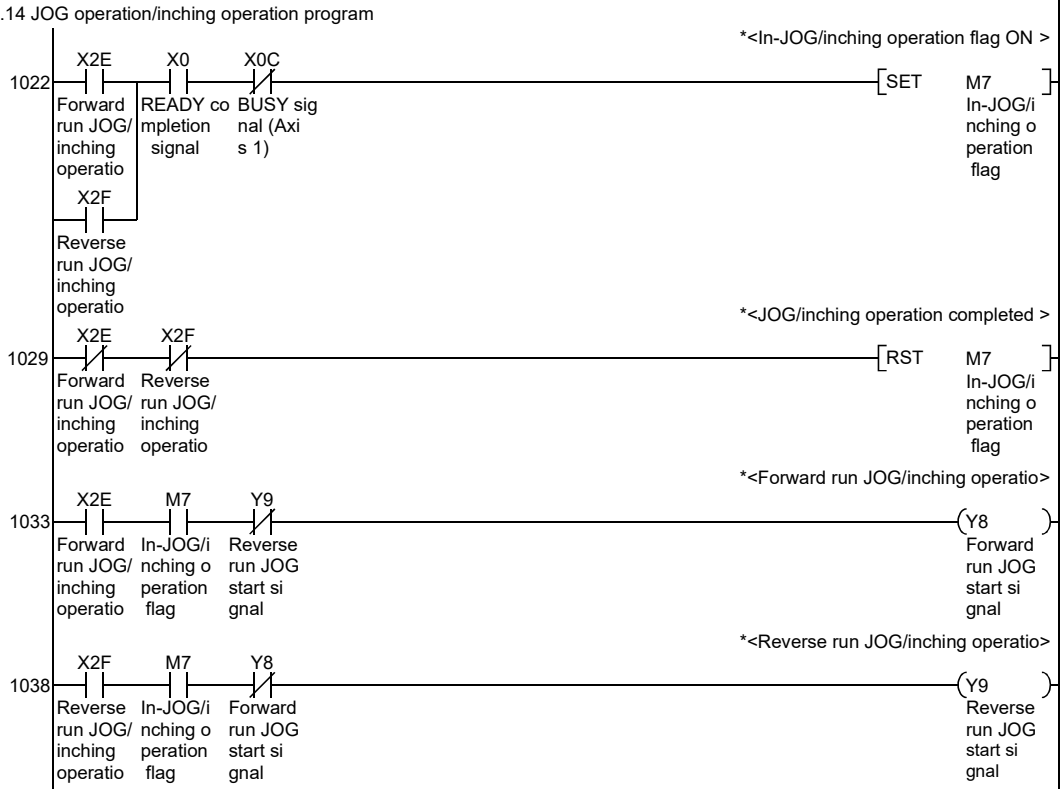 .14 JOG operation/inching operation program
*<In-JOG/inching operation flag ON >
X2E X0 X0C
1022 SET M7
Forward READY co BUSY sig In-JOG/i
run JOG/ mpletion nal (Axi nching o
inching signal s 1) peration
operatio flag
X2F
Reverse
run JOG/
inching
operatio
*<JOG/inching operation completed >
X2E X2F
1029 RST M7
Forward Reverse In-JOG/i
run JOG/ run JOG/ nching o
inching inching peration
operatio operatio flag
*<Forward run JOG/inching operatio>
X2E M7 Y9
1033 Y8
Forward In-JOG/i Reverse Forward
run JOG/ nching o run JOG run JOG
inching peration start si start si
operatio flag gnal gnal
*<Reverse run JOG/inching operatio>
X2F M7 Y8
1038 Y9
Reverse In-JOG/i Forward Reverse
run JOG/ nching o run JOG run JOG
inching peration start si start si
operatio flag gnal gnal